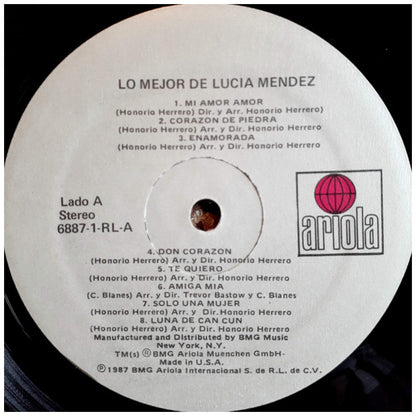 LO MEJOR DE LUCIA MENDEZ
1. MI AMOR AMOR
(Honorio Herrero) Dir. y Arr. Honorio Herrero)
2. CORAZON DE PIEDRA
(Honorio Herrero) Arr. y Dir. Honorio Herrero)
3. ENAMORADA
(Honorio Herrero) Arr. y Dir. Honorio Herrero)
Lado A
Stereo
6887-1-RL-A
ariola
4. DON CORAZON
(Honorio Herrero) Arr. y Dir. Honorio Herrero)
5. TE QUIERO
(Honorio Herrero) Arr. y Dir. Honorio Herrero)
6. AMIGA MIA
(C. Blanes) Arr. y Dir. Trevor Bastow y C. Blanes
7. SOLO UNA MUJER
(Honorio Herrero) Arr. y Dir. Honorio Herrero)
8. LUNA DE CAN CUN
(Honorio Herrero) Arr. y Dir. Honorio Herrero)
Manufactured and Distributed by BMG Music
New York, N.Y.
TM(s) ® BMG Ariola Muenchen GmbH-
Made in U.S.A.
℗ 1987 BMG Ariola Internacional S. de R.L. de C.V.